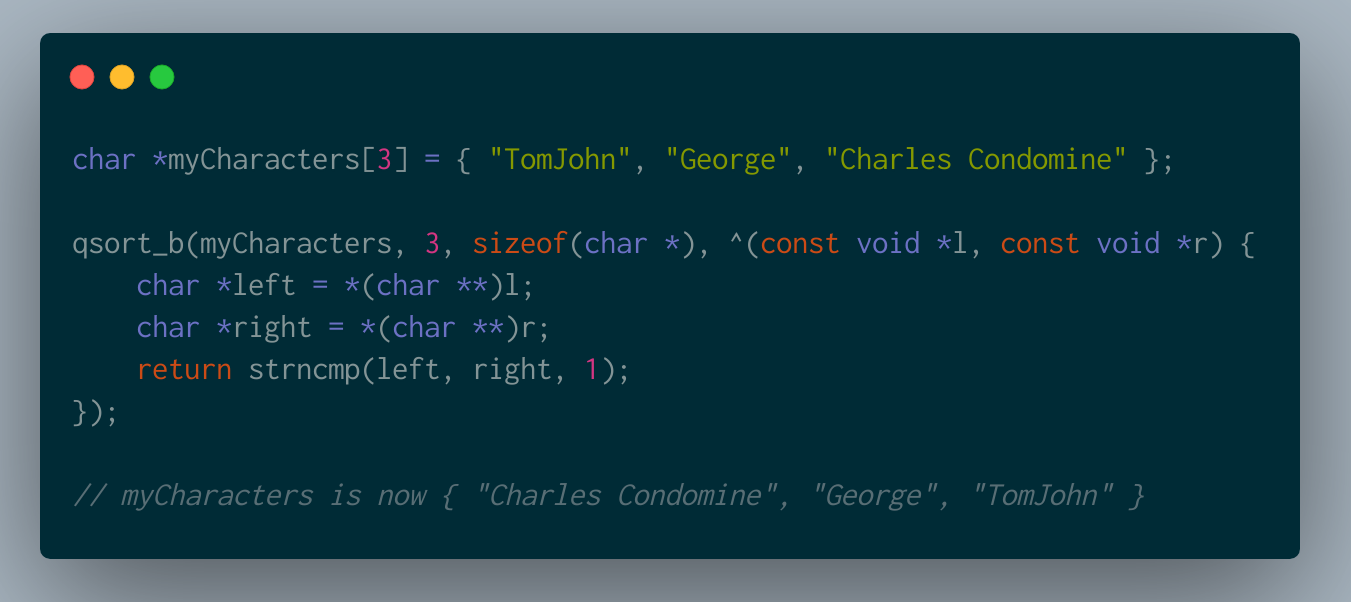 char *myCharacters[3] = { "TomJohn", "George", "Charles Condomine" };
qsort_b(myCharacters, 3, sizeof(char *), ^(const void *l, const void *r) {
    char *left = *(char **)l;
    char *right = *(char **)r;
    return strncmp(left, right, 1);
});
// myCharacters is now { "Charles Condomine", "George", "TomJohn" }